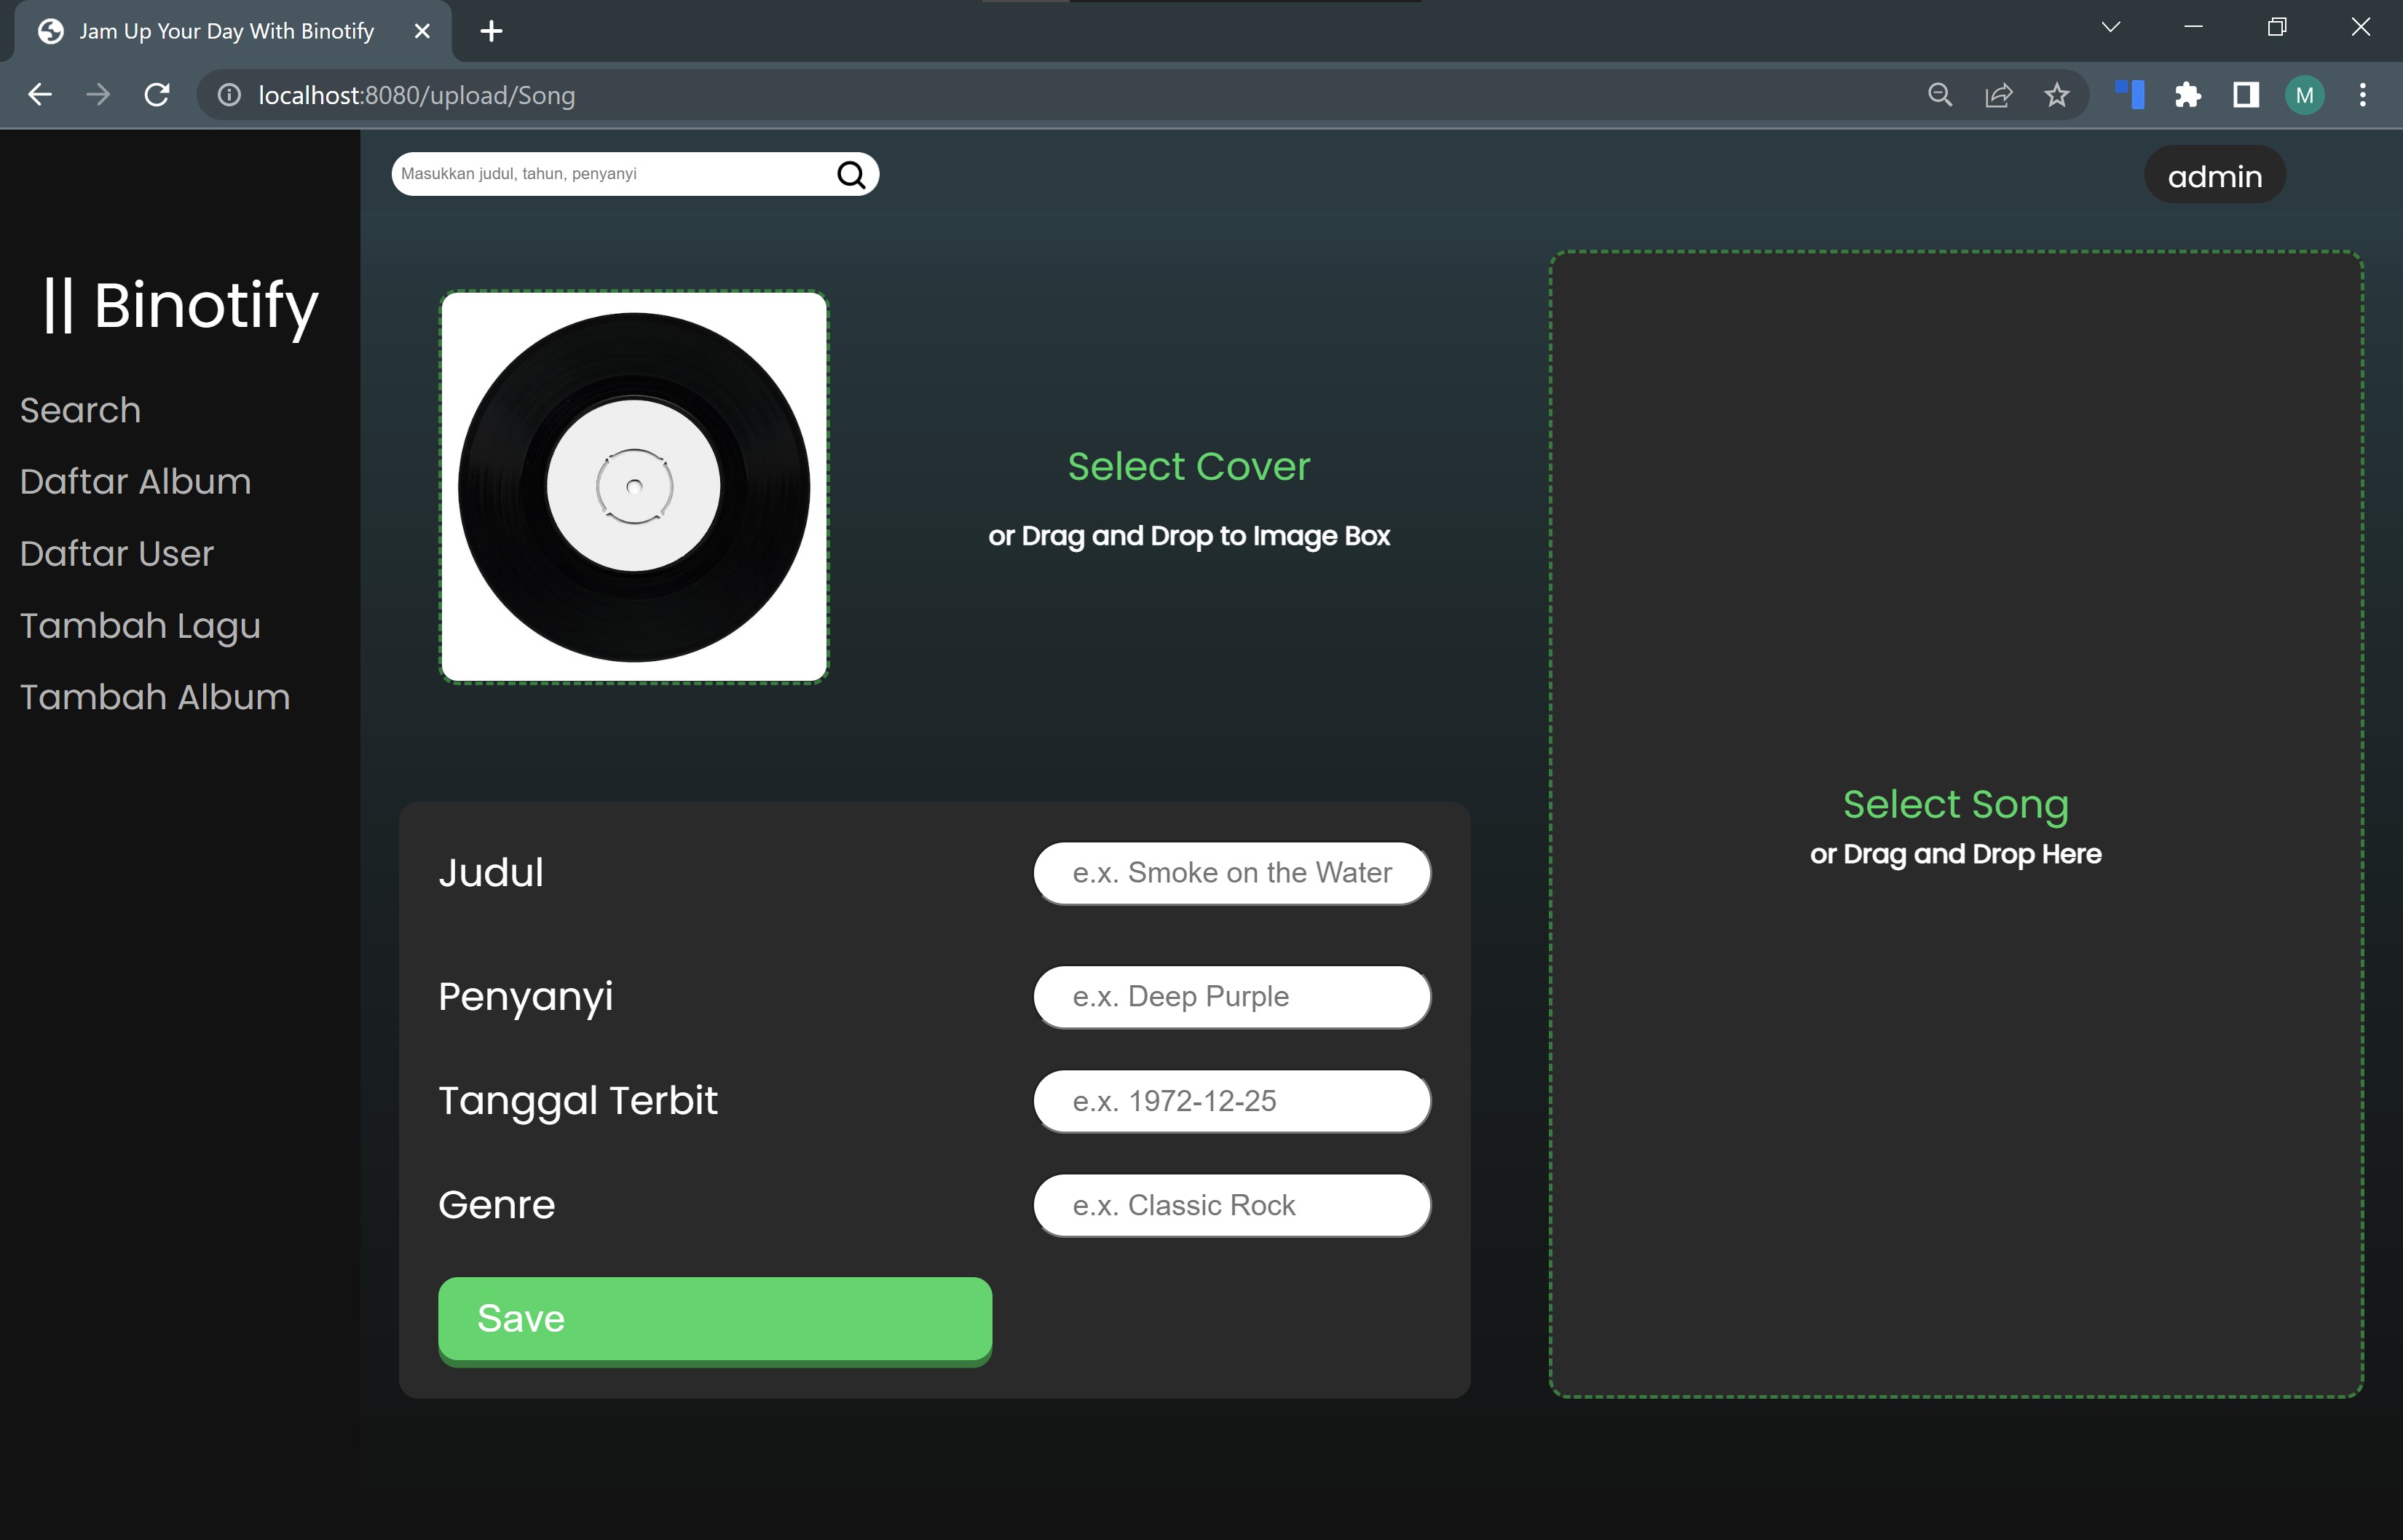 Jam Up Your Day With Binotify
localhost:8080/upload/Song
M
Masukkan judul, tahun, penyanyi
admin
|| Binotify
Search
Daftar Album
Daftar User
Tambah Lagu
Tambah Album
Select Cover
or Drag and Drop to Image Box
Judul
e.x. Smoke on the Water
Penyanyi
e.x. Deep Purple
Tanggal Terbit
e.x. 1972-12-25
Genre
e.x. Classic Rock
Save
Select Song
or Drag and Drop Here